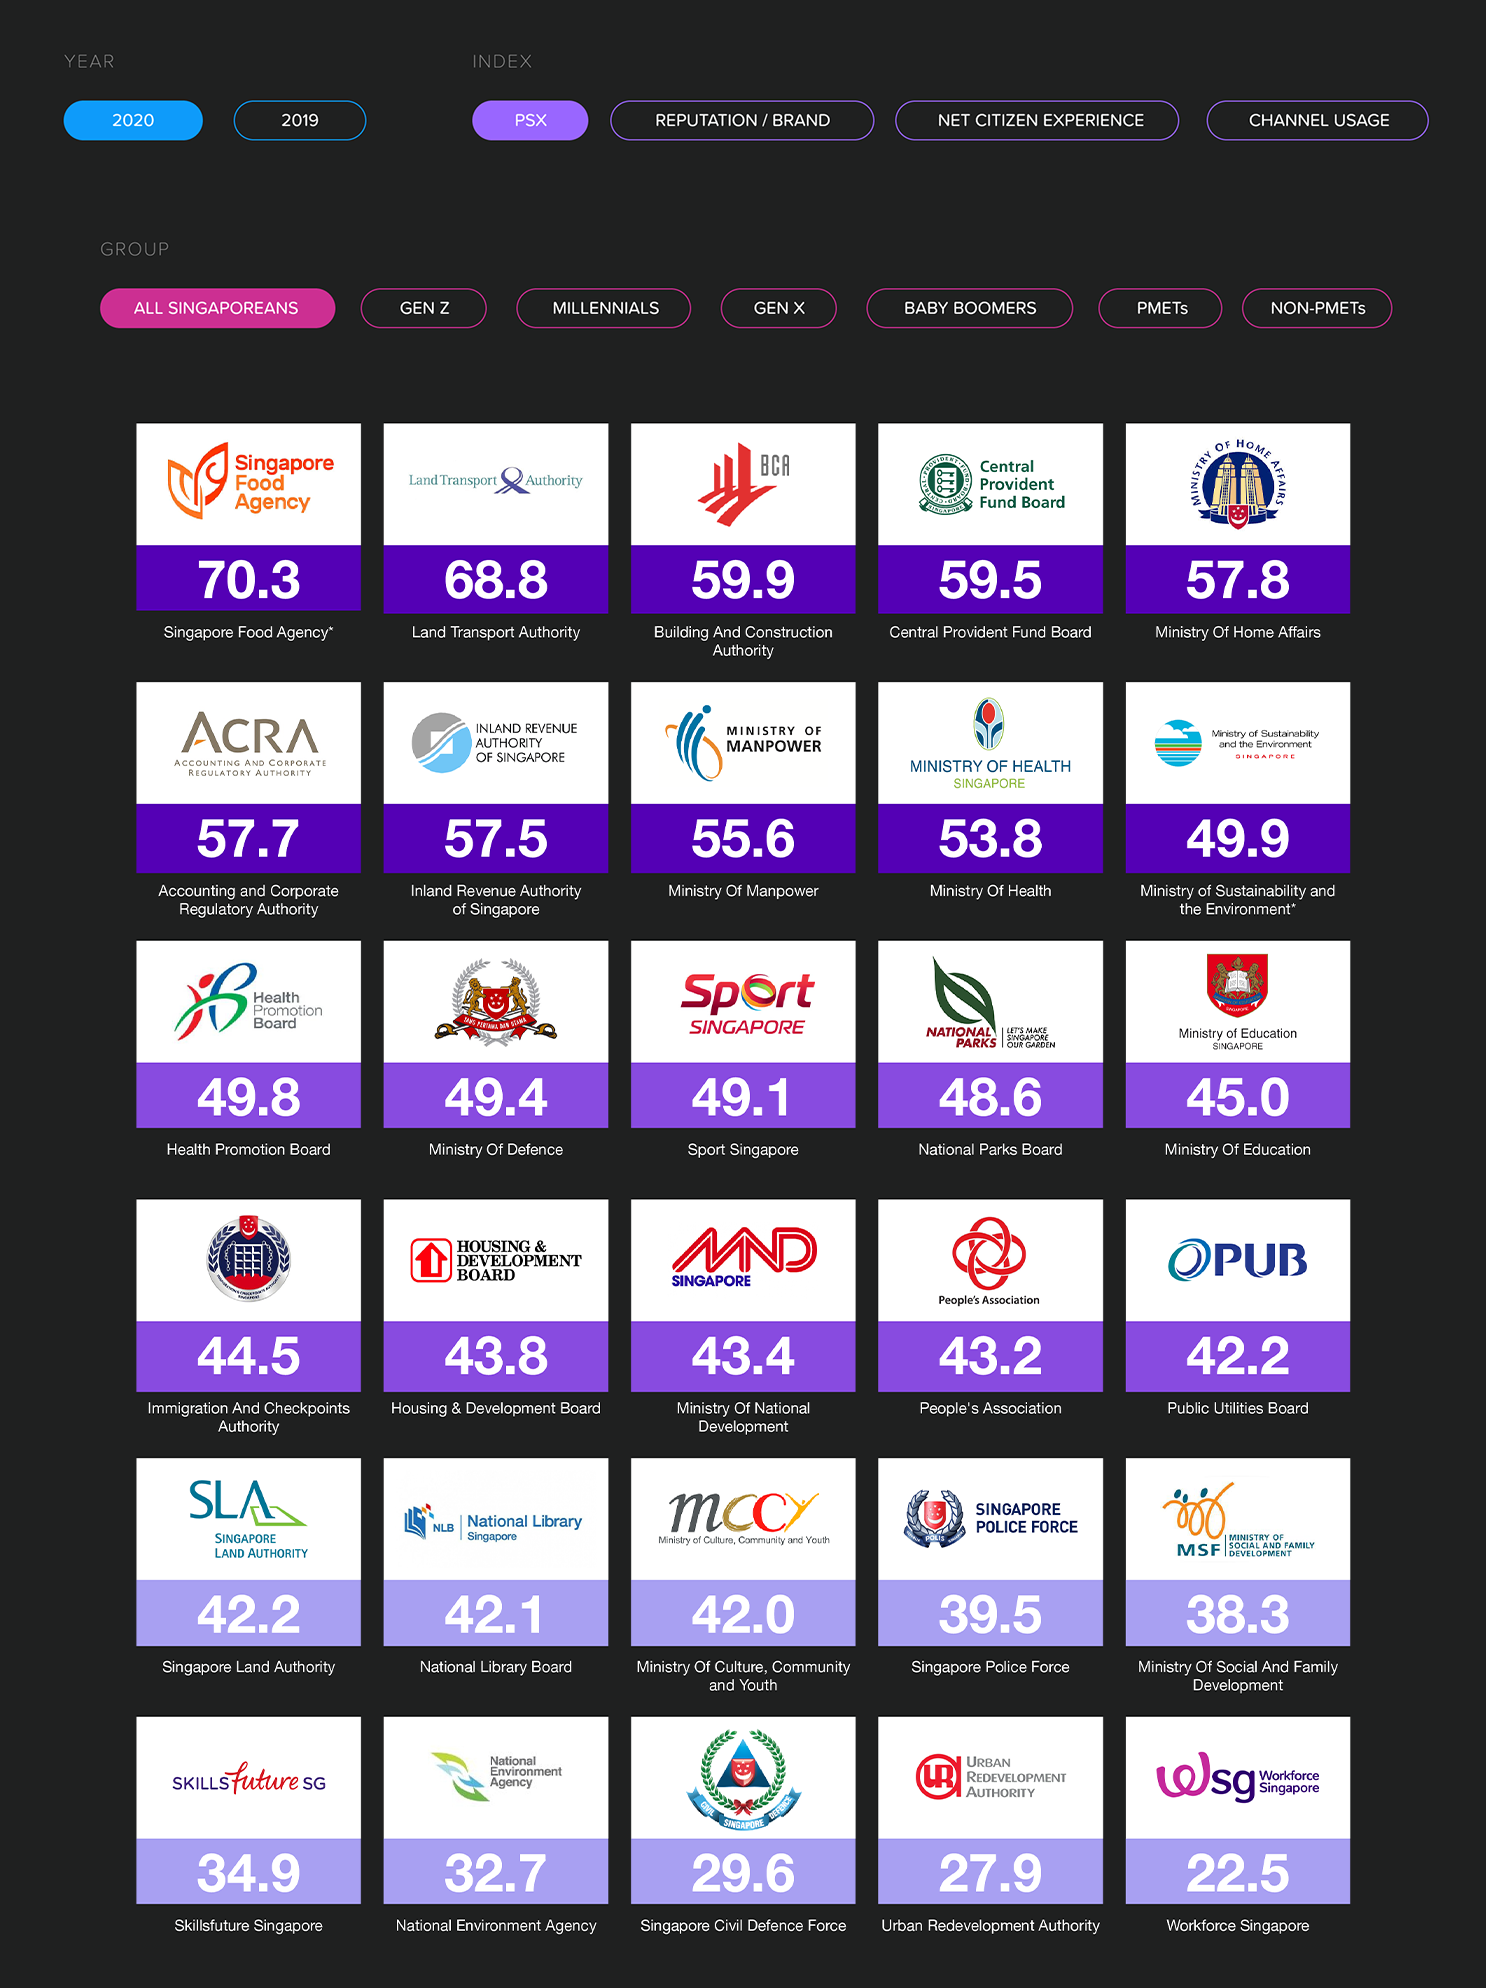 YEAR
INDEX
2020
2019
PSX
REPUTATION / BRAND
NET CITIZEN EXPERIENCE
CHANNEL USAGE
GROUP
ALL SINGAPOREANS
GEN Z
MILLENNIALS
GEN X
BABY BOOMERS
PMETs
NON-PMETs
Singapore
Food
Agency
70.3
Singapore Food Agency*
Land Transport Authority
68.8
Land Transport Authority
BCA
59.9
Building And Construction
Authority
Central
Provident
Fund Board
59.5
Central Provident Fund Board
MINISTRY OF HOME AFFAIRS
57.8
Ministry Of Home Affairs
ACRA
ACCOUNTING AND CORPORATE
REGULATORY AUTHORITY
57.7
Accounting and Corporate
Regulatory Authority
INLAND REVENUE
AUTHORITY
OF SINGAPORE
57.5
Inland Revenue Authority
of Singapore
MINISTRY OF
MANPOWER
55.6
Ministry Of Manpower
MINISTRY OF HEALTH
SINGAPORE
53.8
Ministry Of Health
Ministry of Sustainability
and the Environment
SINGAPORE
49.9
Ministry of Sustainability and
the Environment*
Health
Promotion
Board
49.8
Health Promotion Board
49.4
Ministry Of Defence
Sport
SINGAPORE
49.1
Sport Singapore
NATIONAL
PARKS
LET'S MAKE
SINGAPORE
OUR GARDEN
48.6
National Parks Board
Ministry of Education
SINGAPORE
45.0
Ministry Of Education
44.5
Immigration And Checkpoints
Authority
HOUSING &
DEVELOPMENT
BOARD
43.8
Housing & Development Board
MND
SINGAPORE
43.4
Ministry Of National
Development
People's Association
43.2
People's Association
PUB
42.2
Public Utilities Board
SLA
SINGAPORE
LAND AUTHORITY
42.2
Singapore Land Authority
NLB
National Library
Singapore
42.1
National Library Board
mccy
Ministry of Culture, Community and Youth
42.0
Ministry Of Culture, Community
and Youth
SINGAPORE
POLICE FORCE
39.5
Singapore Police Force
MSF
MINISTRY OF
SOCIAL AND FAMILY
DEVELOPMENT
38.3
Ministry Of Social And Family
Development
SKILLSfuture SG
34.9
Skillsfuture Singapore
National
Environment
Agency
32.7
National Environment Agency
CIVIL SINGAPORE DEFENCE
29.6
Singapore Civil Defence Force
URBAN
REDEVELOPMENT
AUTHORITY
27.9
Urban Redevelopment Authority
wsg
Workforce
Singapore
22.5
Workforce Singapore